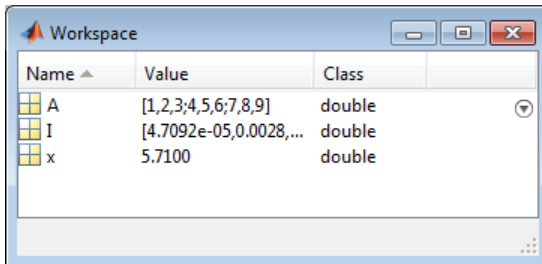 Workspace
Name Value Class
A [1,2,3;4,5,6;7,8,9] double
I [4.7092e-05,0.0028,... double
x 5.7100 double